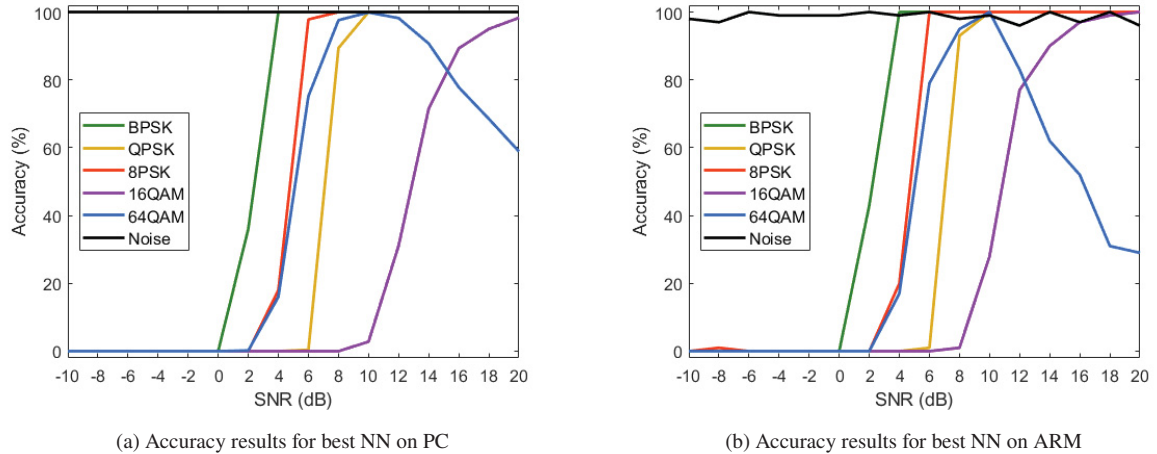 100
80
60
40
20
0
Accuracy (%)
BPSK
QPSK
8PSK
16QAM
64QAM
Noise
-10 -8 -6 -4 -2 0 2 4 6 8 10 12 14 16 18 20
SNR (dB)
(a) Accuracy results for best NN on PC
100
80
60
40
20
0
Accuracy (%)
BPSK
QPSK
8PSK
16QAM
64QAM
Noise
-10 -8 -6 -4 -2 0 2 4 6 8 10 12 14 16 18 20
SNR (dB)
(b) Accuracy results for best NN on ARM